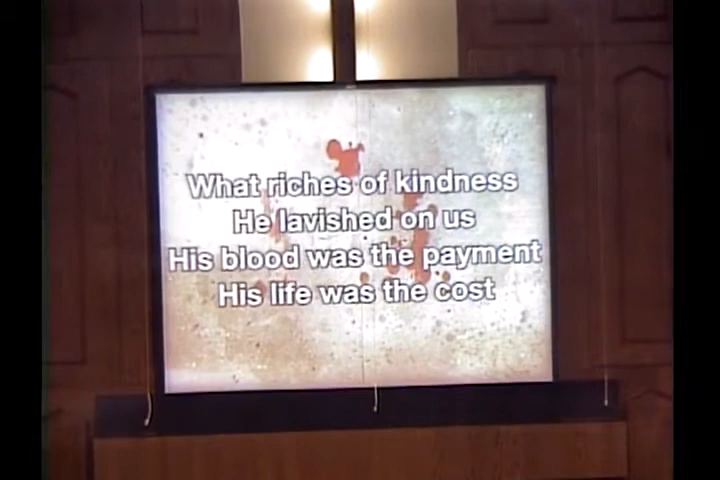 What riches of kindness
He lavished on us
His blood was the payment
His life was the cost